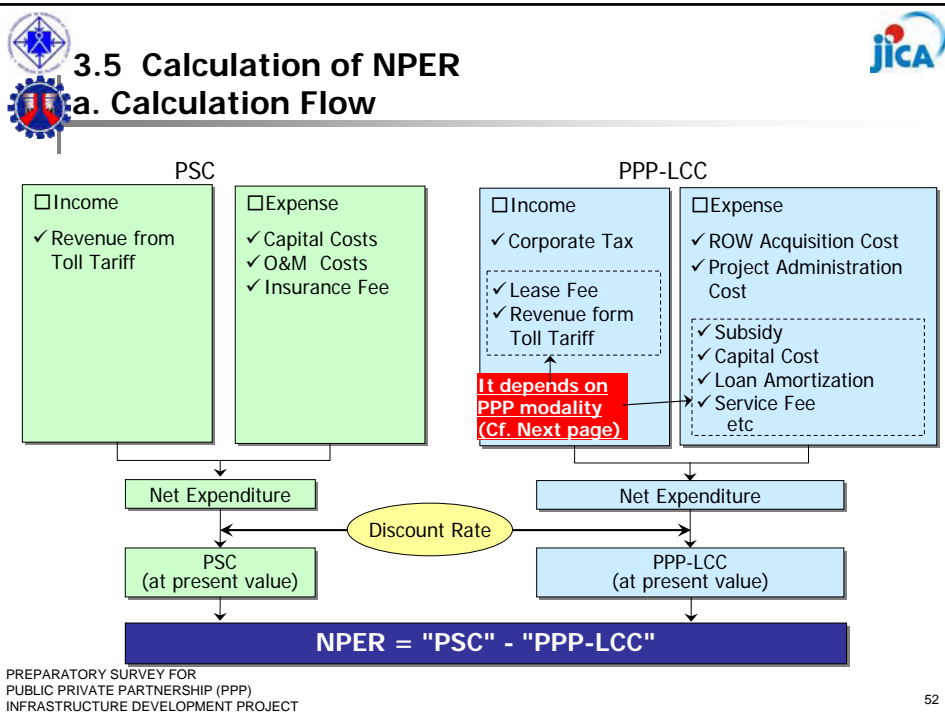 3.5 Calculation of NPER
a. Calculation Flow
jica
PSC
□Income
✓Revenue from
Toll Tariff
□Expense
✓Capital Costs
✓O&M Costs
✓Insurance Fee
PPP-LCC
□Income
✓Corporate Tax
✓Lease Fee
✓Revenue form
Toll Tariff
It depends on
PPP modality
(Cf. Next page)
□Expense
✓ROW Acquisition Cost
✓Project Administration
Cost
✓Subsidy
✓Capital Cost
✓Loan Amortization
✓Service Fee
etc
Net Expenditure
Net Expenditure
Discount Rate
PSC
(at present value)
PPP-LCC
(at present value)
NPER = "PSC" - "PPP-LCC"
PREPARATORY SURVEY FOR
PUBLIC PRIVATE PARTNERSHIP (PPP)
INFRASTRUCTURE DEVELOPMENT PROJECT
52